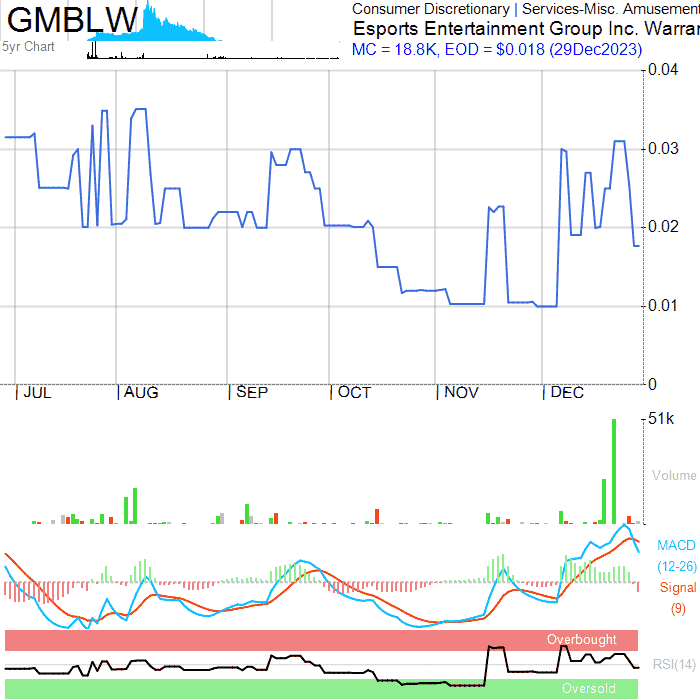 GMBLW
5yr Chart
Consumer Discretionary | Services-Misc. Amusement
Esports Entertainment Group Inc. Warran
MC = 18.8K, EOD = $0.018 (29Dec2023)
0.04
0.03
0.02
0.01
0
JUL AUG SEP OCT NOV DEC
51k
Volume
MACD
(12-26)
Signal
(9)
Overbought
RSI(14)
Oversold